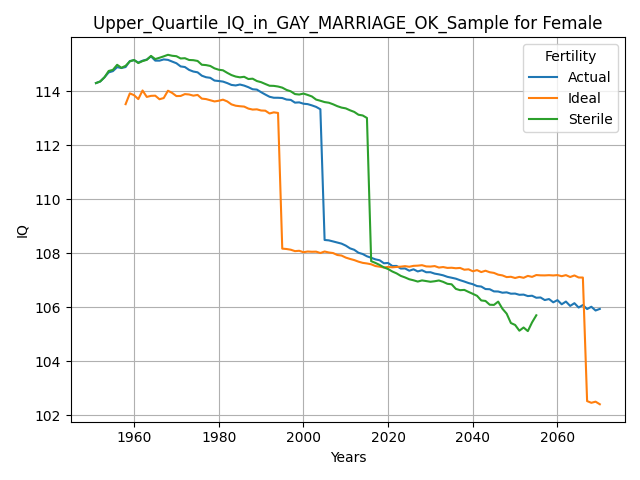 Upper_Quartile_IQ_in_GAY_MARRIAGE_OK_Sample for Female
Fertility
Actual
Ideal
Sterile
IQ
114
112
110
108
106
104
102
1960
1980
2000
2020
2040
2060
Years